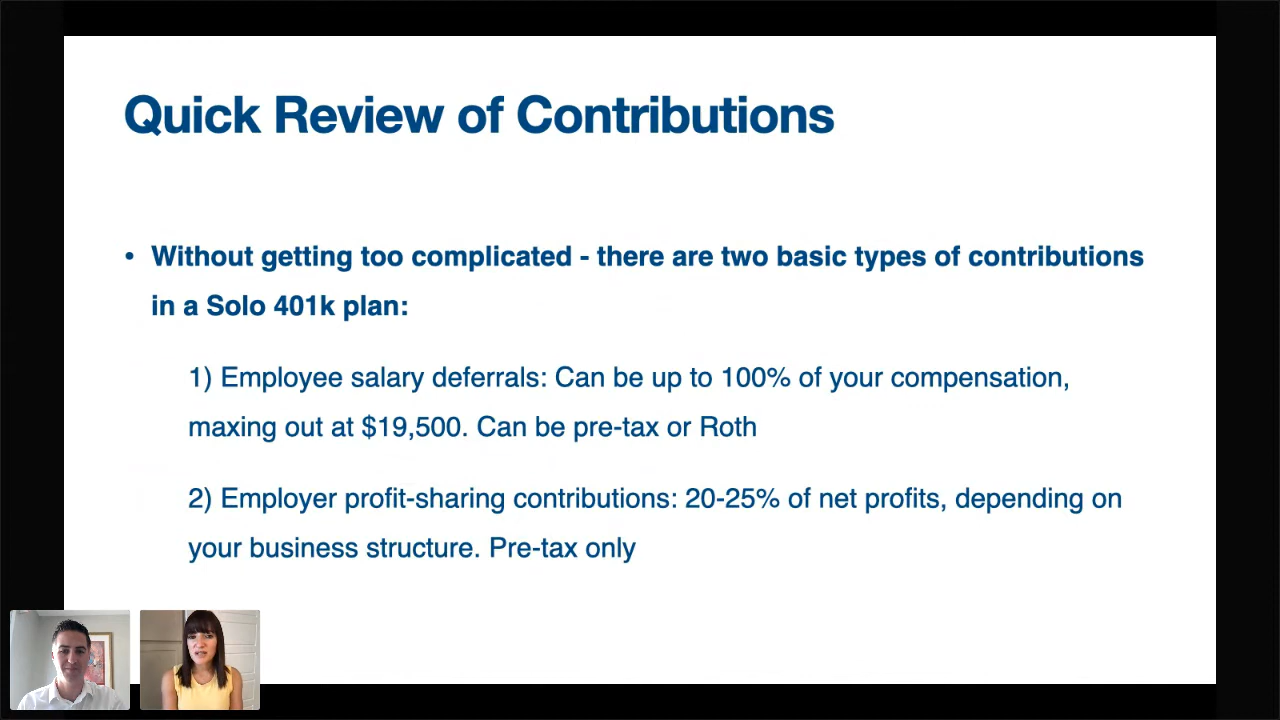 Quick Review of Contributions
• Without getting too complicated - there are two basic types of contributions
in a Solo 401k plan:
1) Employee salary deferrals: Can be up to 100% of your compensation,
maxing out at $19,500. Can be pre-tax or Roth
2) Employer profit-sharing contributions: 20-25% of net profits, depending on
your business structure. Pre-tax only